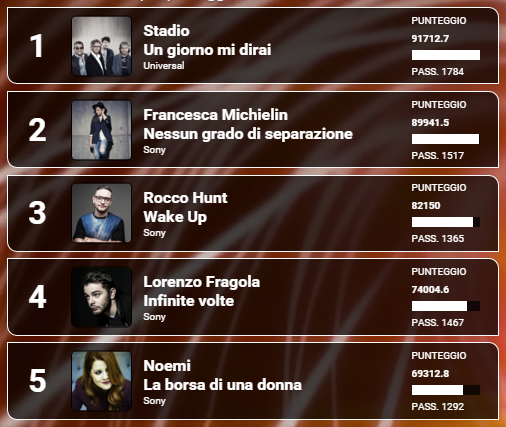 1
Stadio
Un giorno mi dirai
Universal
PUNTEGGIO
91712.7
PASS. 1784
2
Francesca Michielin
Nessun grado di separazione
Sony
PUNTEGGIO
89941.5
PASS. 1517
3
Rocco Hunt
Wake Up
Sony
PUNTEGGIO
82150
PASS. 1365
4
Lorenzo Fragola
Infinite volte
Sony
PUNTEGGIO
74004.6
PASS. 1467
5
Noemi
La borsa di una donna
Sony
PUNTEGGIO
69312.8
PASS. 1292